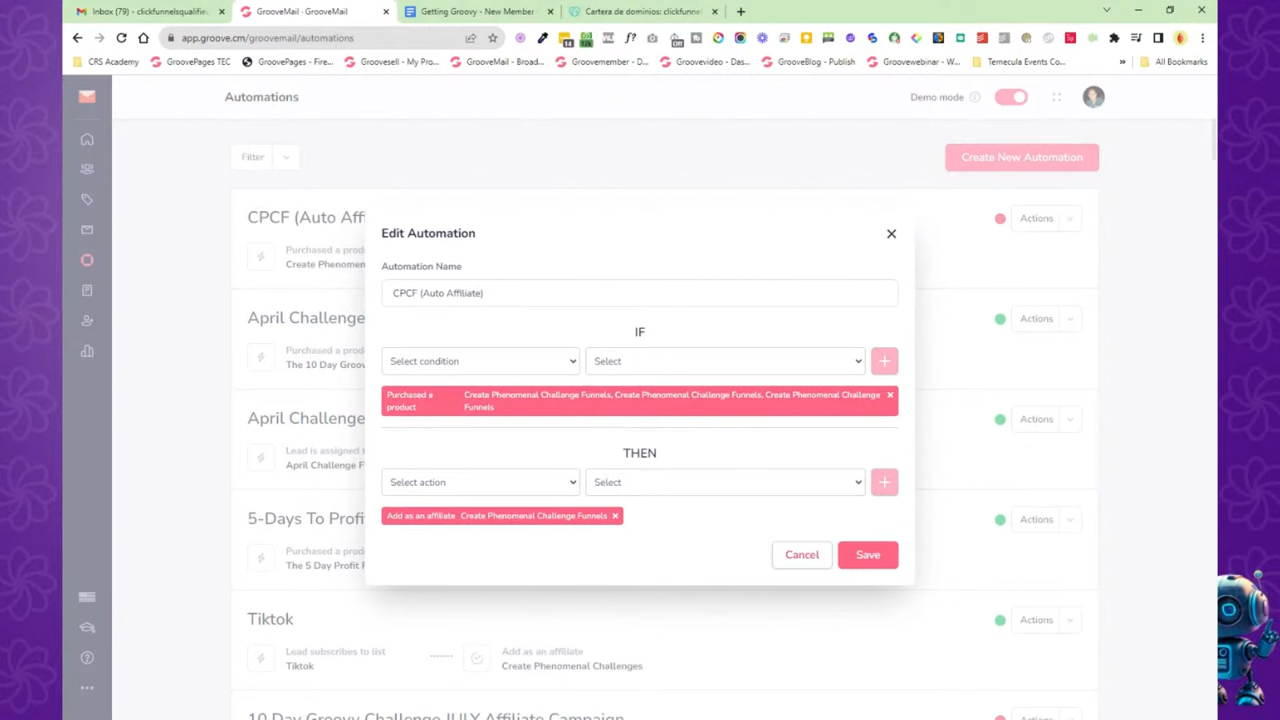 Inbox (79) - clickfunnelsqualifie
GrooveMail · GrooveMail
Getting Groovy - New Member
Cartera de dominios: clickfunnel
app.groove.cm/groovemail/automations
CRS Academy
GroovePages TEC
GroovePages - Fire...
Groovesell - My Pro...
GrooveMail - Broad...
Groovemember - D...
Groovevideo - Das...
GrooveBlog - Publish
Groovewebinar - W...
Temecula Events Co...
All Bookmarks
Automations
Demo mode
Filter
Create New Automation
CPCF (Auto Affi
Actions
Purchased a prod
Create Phenomen
April Challenge
Actions
Purchased a produ
The 10 Day Groov
April Challenge
Actions
Lead is assigned t
April Challenge F
5-Days To Profi
Actions
Purchased a produ
The 5 Day Profit F
Tiktok
Actions
Lead subscribes to list
Tiktok
Add as an affiliate
Create Phenomenal Challenges
10 Day Groovy Challenge JULY Affiliate Campaign
Actions
Edit Automation
Automation Name
CPCF (Auto Affiliate)
IF
Select condition
Select
Purchased a product
Create Phenomenal Challenge Funnels, Create Phenomenal Challenge Funnels, Create Phenomenal Challenge
Funnels
THEN
Select action
Select
Add as an affiliate Create Phenomenal Challenge Funnels
Cancel
Save